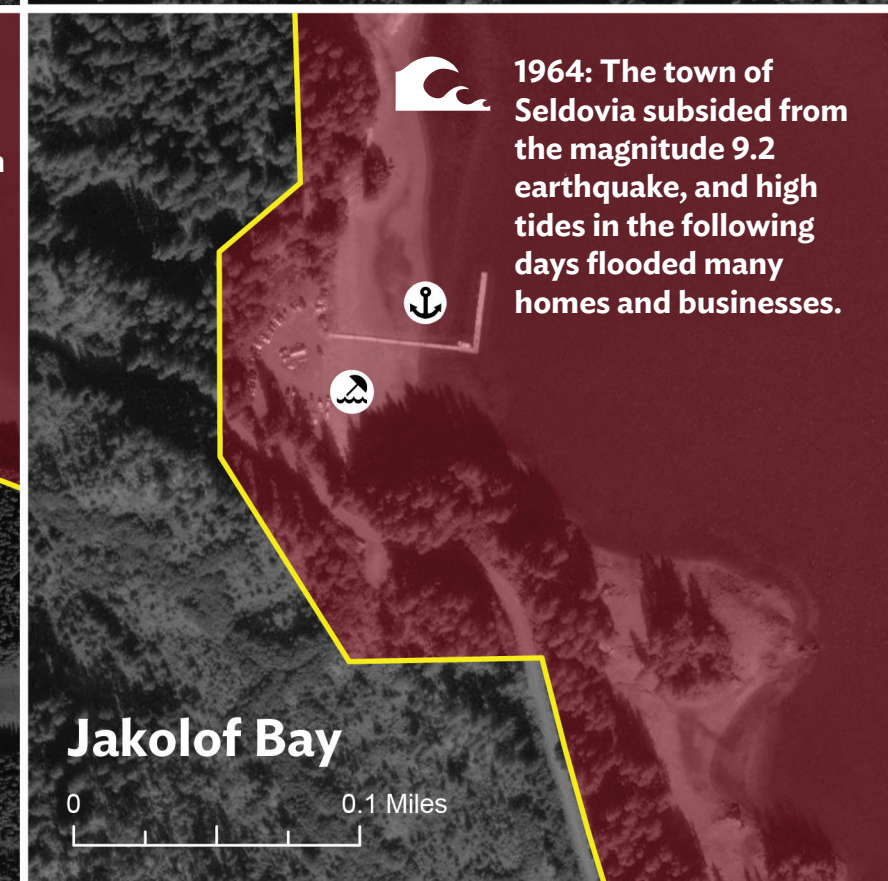 1964: The town of
Seldovia subsided from
the magnitude 9.2
earthquake, and high
tides in the following
days flooded many
homes and businesses.
Jakolof Bay
0 0.1 Miles